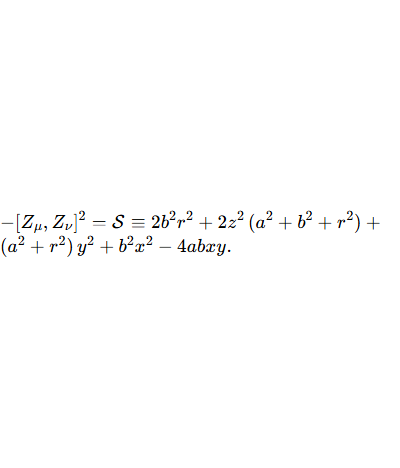 −[Z_μ, Z_ν]² = 𝒮 ≡ 2b²r² + 2z² (a² + b² + r²) +
(a² + r²) y² + b²x² − 4abxy.